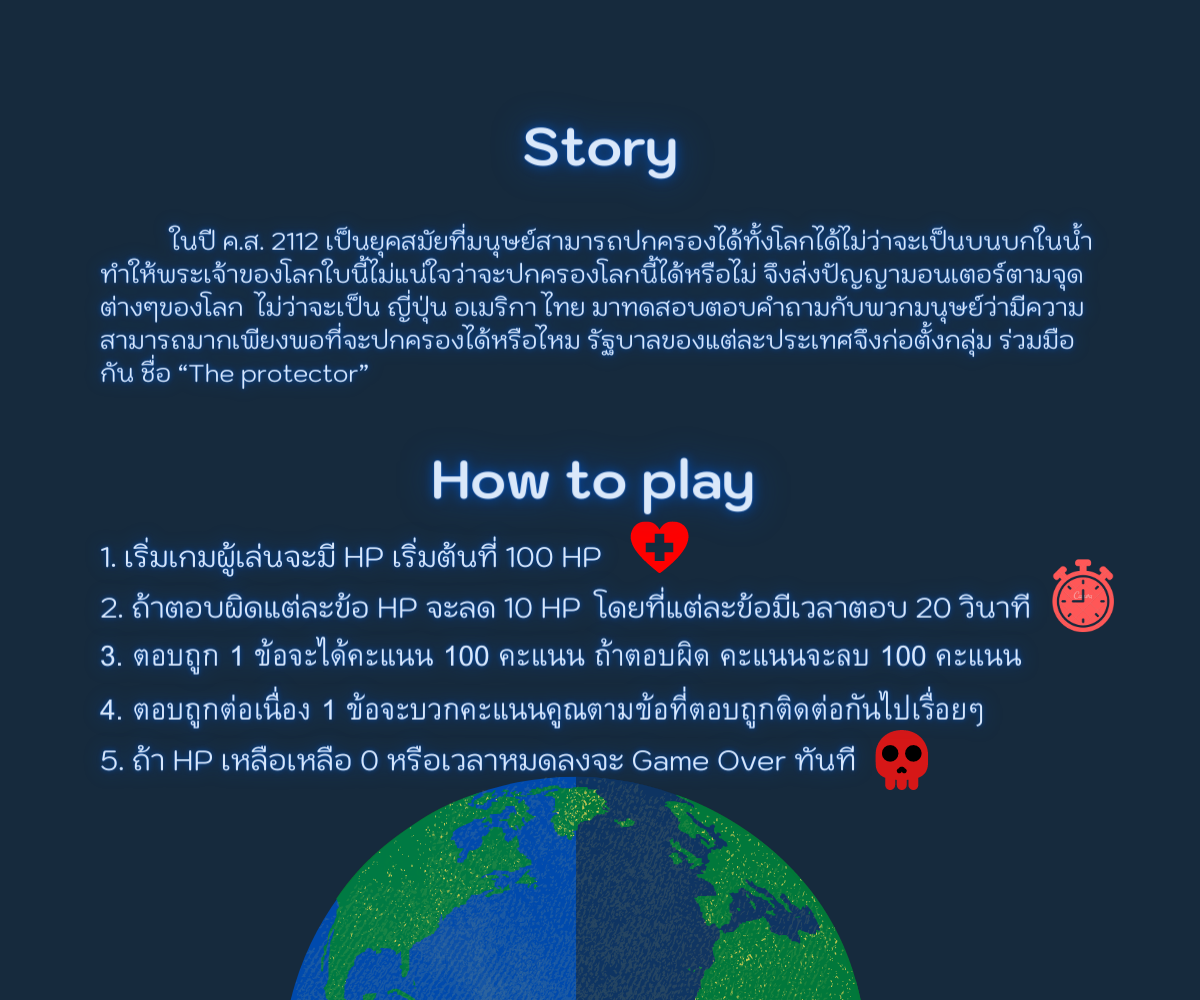 Story
ในปี ค.ส. 2112 เป็นยุคสมัยที่มนุษย์สามารถปกครองได้ทั้งโลกได้ไม่ว่าจะเป็นบนบกในน้ำ
ทำให้พระเจ้าของโลกใบนี้ไม่แน่ใจว่าจะปกครองโลกนี้ได้หรือไม่ จึงส่งปัญญามอนเตอร์ตามจุด
ต่างๆของโลก ไม่ว่าจะเป็น ญี่ปุ่น อเมริกา ไทย มาทดสอบตอบคำถามกับพวกมนุษย์ว่ามีความ
สามารถมากเพียงพอที่จะปกครองได้หรือไหม รัฐบาลของแต่ละประเทศจึงก่อตั้งกลุ่ม ร่วมมือ
กัน ชื่อ “The protector”
How to play
1. เริ่มเกมผู้เล่นจะมี HP เริ่มต้นที่ 100 HP
2. ถ้าตอบผิดแต่ละข้อ HP จะลด 10 HP โดยที่แต่ละข้อมีเวลาตอบ 20 วินาที
3. ตอบถูก 1 ข้อจะได้คะแนน 100 คะแนน ถ้าตอบผิด คะแนนจะลบ 100 คะแนน
4. ตอบถูกต่อเนื่อง 1 ข้อจะบวกคะแนนคูณตามข้อที่ตอบถูกติดต่อกันไปเรื่อยๆ
5. ถ้า HP เหลือเหลือ 0 หรือเวลาหมดลงจะ Game Over ทันที